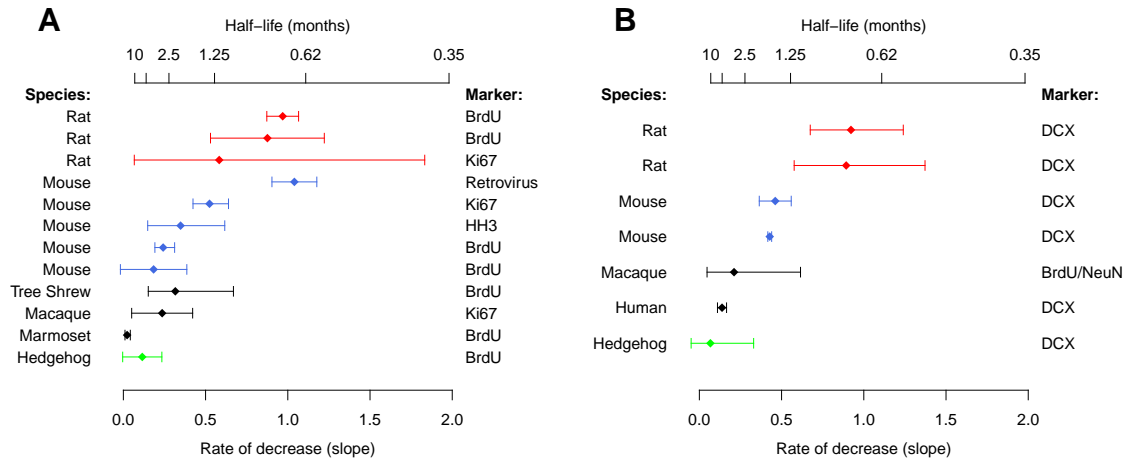 A
Half−life (months)
10 2.5 1.25 0.62 0.35
Species: Marker:
Rat BrdU
Rat BrdU
Rat Ki67
Mouse Retrovirus
Mouse Ki67
Mouse HH3
Mouse BrdU
Mouse BrdU
Tree Shrew BrdU
Macaque Ki67
Marmoset BrdU
Hedgehog BrdU
0.0 0.5 1.0 1.5 2.0
Rate of decrease (slope)
B
Half−life (months)
10 2.5 1.25 0.62 0.35
Species: Marker:
Rat DCX
Rat DCX
Mouse DCX
Mouse DCX
Macaque BrdU/NeuN
Human DCX
Hedgehog DCX
0.0 0.5 1.0 1.5 2.0
Rate of decrease (slope)